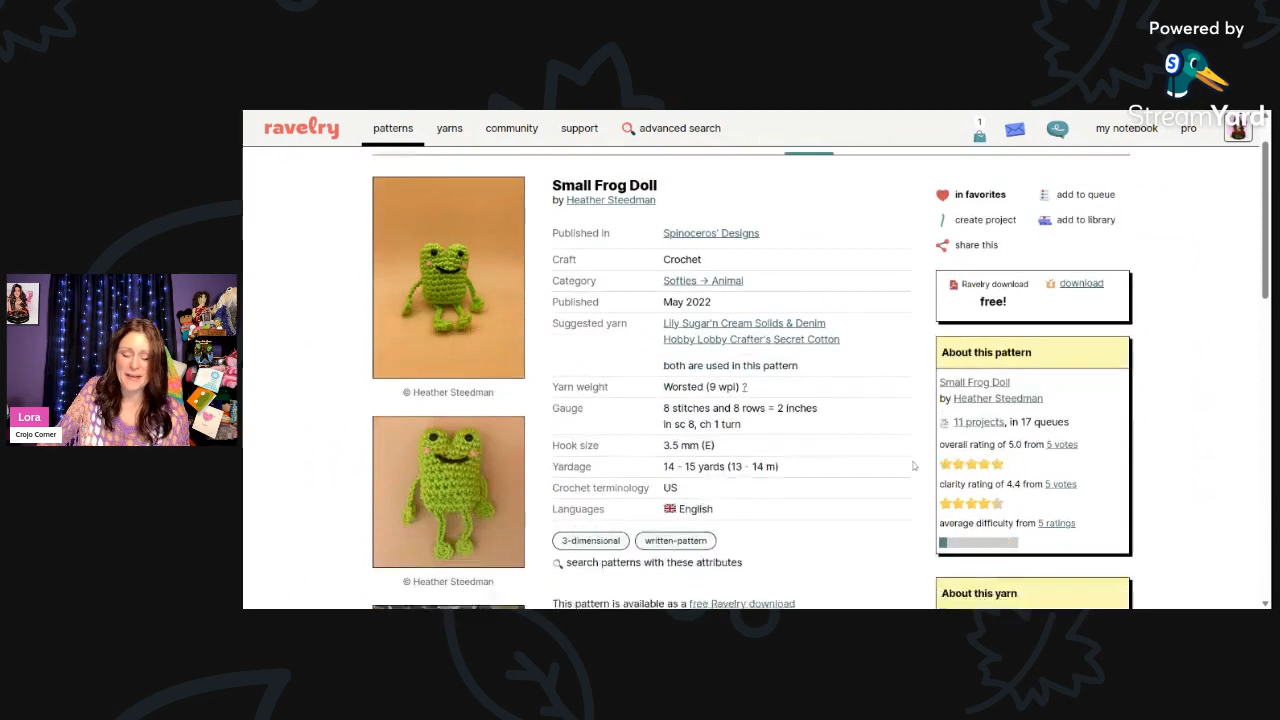 Powered by
StreamYard
ravelry
patterns
yarns
community
support
advanced search
1
my notebook
pro
Small Frog Doll
by Heather Steedman
Published in
Spinoceros' Designs
Craft
Crochet
Category
Softies → Animal
Published
May 2022
Suggested yarn
Lily Sugar'n Cream Solids & Denim
Hobby Lobby Crafter's Secret Cotton
both are used in this pattern
Yarn weight
Worsted (9 wpi) ?
Gauge
8 stitches and 8 rows = 2 inches
in sc 8, ch 1 turn
Hook size
3.5 mm (E)
Yardage
14 - 15 yards (13 - 14 m)
Crochet terminology
US
Languages
English
3-dimensional
written-pattern
search patterns with these attributes
This pattern is available as a free Ravelry download
© Heather Steedman
© Heather Steedman
in favorites
add to queue
create project
add to library
share this
Ravelry download
free!
download
About this pattern
Small Frog Doll
by Heather Steedman
11 projects, in 17 queues
overall rating of 5.0 from 5 votes
clarity rating of 4.4 from 5 votes
average difficulty from 5 ratings
About this yarn
Lora
Crojo Corner
S